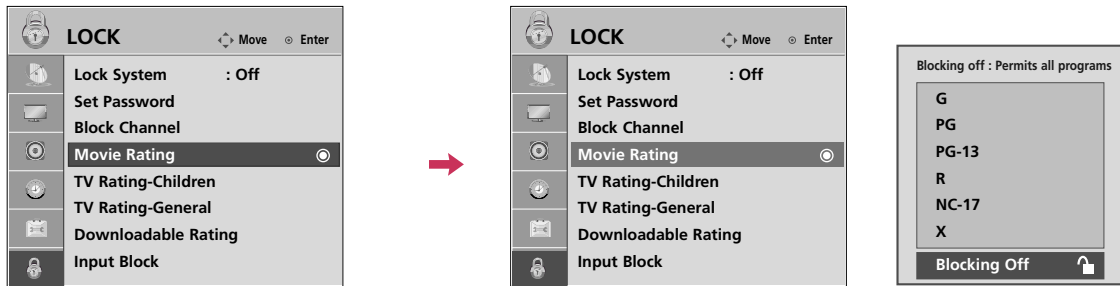 LOCK Move Enter
Lock System : Off
Set Password
Block Channel
Movie Rating
TV Rating-Children
TV Rating-General
Downloadable Rating
Input Block
LOCK Move Enter
Lock System : Off
Set Password
Block Channel
Movie Rating
TV Rating-Children
TV Rating-General
Downloadable Rating
Input Block
Blocking off : Permits all programs
G
PG
PG-13
R
NC-17
X
Blocking Off